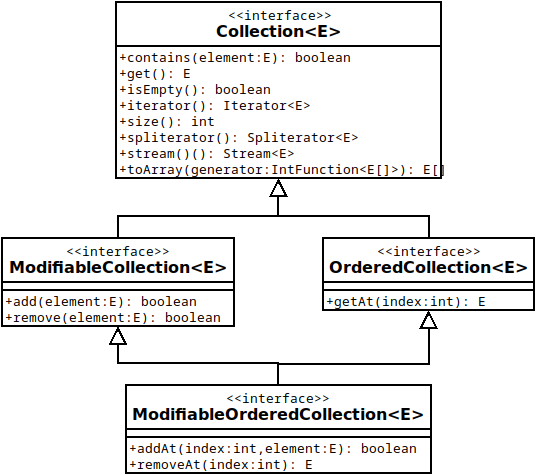 <<interface>>
Collection<E>
+contains(element:E): boolean
+get(): E
+isEmpty(): boolean
+iterator(): Iterator<E>
+size(): int
+spliterator(): Spliterator<E>
+stream()(): Stream<E>
+toArray(generator:IntFunction<E[]>): E[]
<<interface>>
ModifiableCollection<E>
+add(element:E): boolean
+remove(element:E): boolean
<<interface>>
OrderedCollection<E>
+getAt(index:int): E
<<interface>>
ModifiableOrderedCollection<E>
+addAt(index:int,element:E): boolean
+removeAt(index:int): E